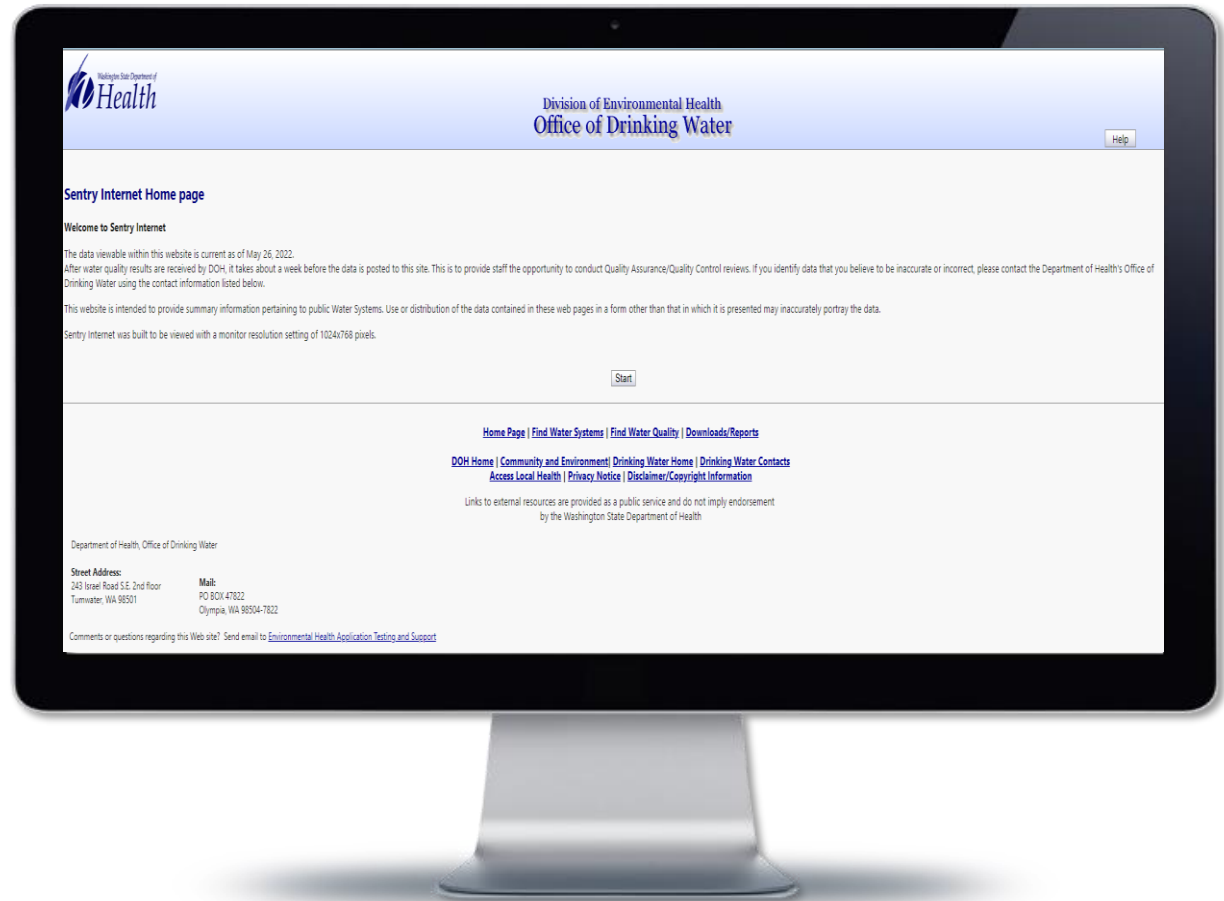 Washington State Department of
Health
Division of Environmental Health
Office of Drinking Water
Help
Sentry Internet Home page
Welcome to Sentry Internet
The data viewable within this website is current as of May 26, 2022.
After water quality results are received by DOH, it takes about a week before the data is posted to this site. This is to provide staff the opportunity to conduct Quality Assurance/Quality Control reviews. If you identify data that you believe to be inaccurate or incorrect, please contact the Department of Health's Office of
Drinking Water using the contact information listed below.
This website is intended to provide summary information pertaining to public Water Systems. Use or distribution of the data contained in these web pages in a form other than that in which it is presented may inaccurately portray the data.
Sentry Internet was built to be viewed with a monitor resolution setting of 1024x768 pixels.
Start
Home Page | Find Water Systems | Find Water Quality | Downloads/Reports
DOH Home | Community and Environment| Drinking Water Home | Drinking Water Contacts
Access Local Health | Privacy Notice | Disclaimer/Copyright Information
Links to external resources are provided as a public service and do not imply endorsement
by the Washington State Department of Health
Department of Health, Office of Drinking Water
Street Address:
243 Israel Road S.E. 2nd floor
Tumwater, WA 98501
Mail:
PO BOX 47822
Olympia, WA 98504-7822
Comments or questions regarding this Web site? Send email to Environmental Health Application Testing and Support